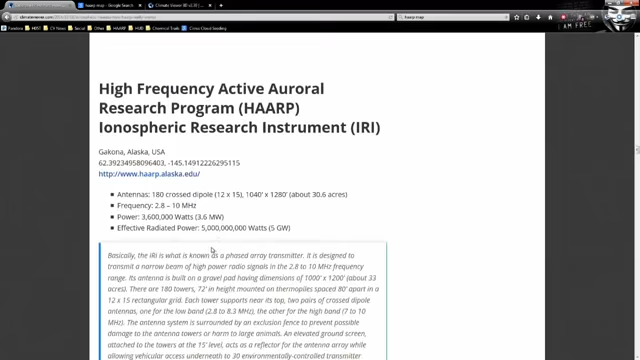 haarp map - Google Search
Climate Viewer 3D
haarp map
I AM FREE
High Frequency Active Auroral
Research Program (HAARP)
Ionospheric Research Instrument (IRI)
Gakona, Alaska, USA
62.39234958096403, -145.14912226295115
http://www.haarp.alaska.edu/
Antennas: 180 crossed dipole (12 x 15), 1040' x 1280' (about 30.6 acres)
Frequency: 2.8 – 10 MHz
Power: 3,600,000 Watts (3.6 MW)
Effective Radiated Power: 5,000,000,000 Watts (5 GW)
Basically, the IRI is what is known as a phased array transmitter. It is designed to
transmit a narrow beam of high power radio signals in the 2.8 to 10 MHz frequency
range. Its antenna is built on a gravel pad having dimensions of 1000' x 1200' (about 33
acres). There are 180 towers, 72' in height mounted on thermopiles spaced 80' apart in a
12 x 15 rectangular grid. Each tower supports near its top, two pairs of crossed dipole
antennas, one for the low band (2.8 to 8.3 MHz), the other for the high band (7 to 10
MHz). The antenna system is surrounded by an exclusion fence to prevent possible
damage to the antenna towers or harm to large animals. An elevated ground screen,
attached to the towers at the 15' level, acts as a reflector for the antenna array while
allowing vehicular access underneath to 30 environmentally-controlled transmitter